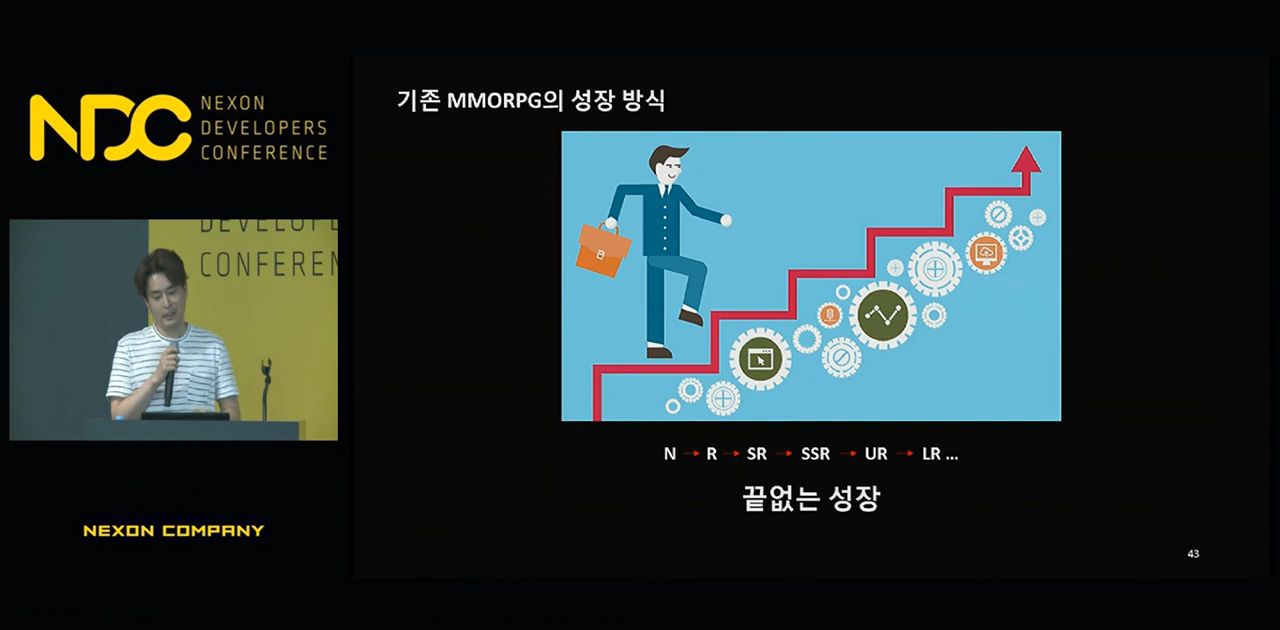 NDC
NEXON
DEVELOPERS
CONFERENCE
DEVELOPE
CONFEREN
NEXON COMPANY
기존 MMORPG의 성장 방식
N → R → SR → SSR → UR → LR ...
끝없는 성장
43